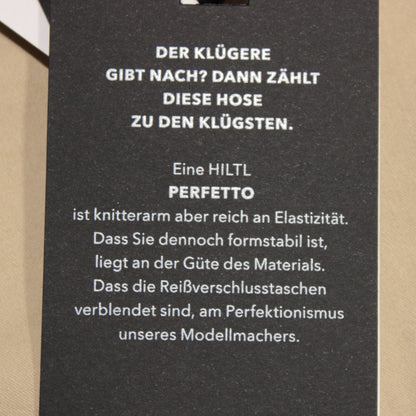 DER KLÜGERE
GIBT NACH? DANN ZÄHLT
DIESE HOSE
ZU DEN KLÜGSTEN.
Eine HILTL
PERFETTO
ist knitterarm aber reich an Elastizität.
Dass Sie dennoch formstabil ist,
liegt an der Güte des Materials.
Dass die Reißverschlusstaschen
verblendet sind, am Perfektionismus
unseres Modellmachers.